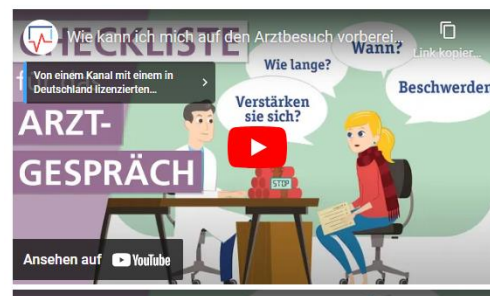 Wie kann ich mich auf den Arztbesuch vorberei...
CHECKLISTE
Link kopier...
Von einem Kanal mit einem in
Deutschland lizenzierten...
ARZT-
GESPRÄCH
Wann?
Wie lange?
Beschwerden
Verstärken
sie sich?
STOP
Ansehen auf YouTube